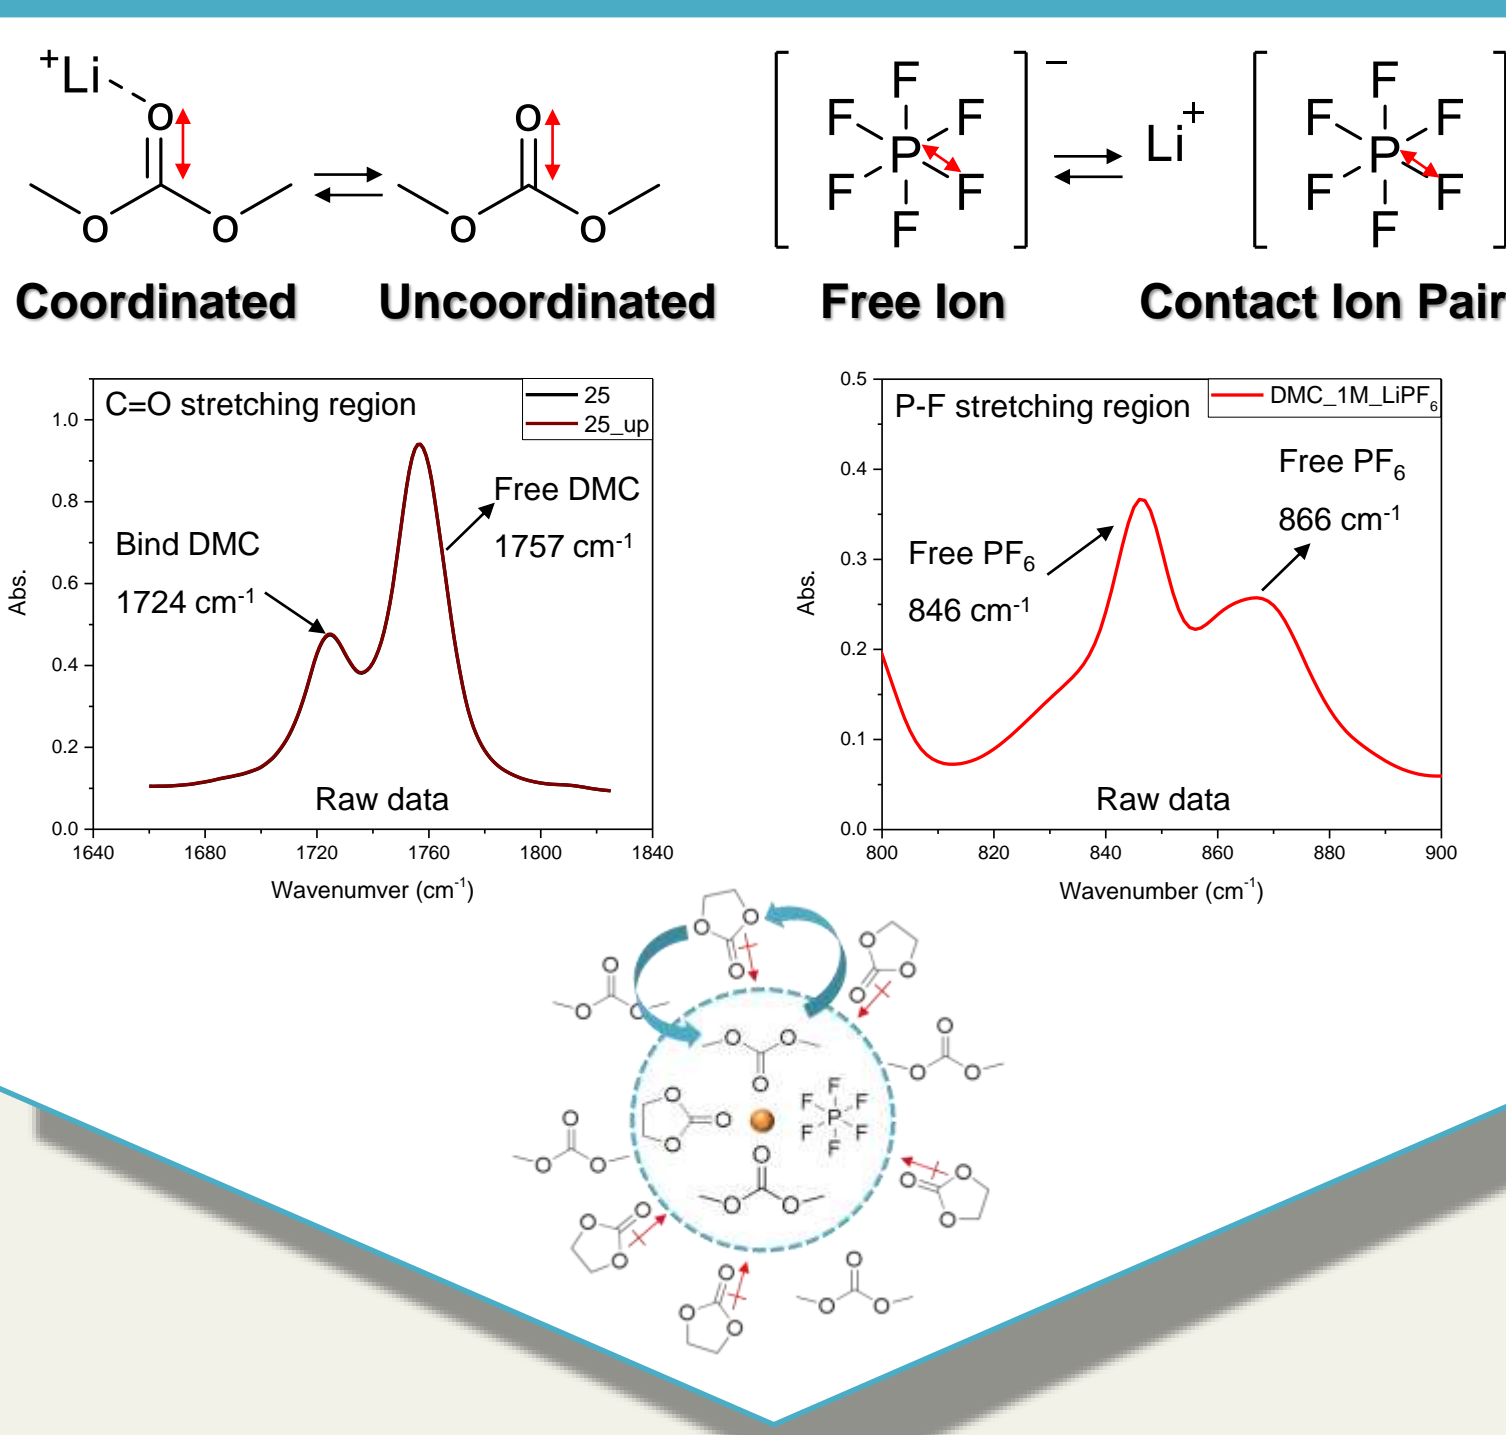 +Li
O
O
O
O
O
O
[F F F P F F F]−
Li+
[F F F P F F F]
Coordinated
Uncoordinated
Free Ion
Contact Ion Pair
C=O stretching region
25
25_up
Free DMC
1757 cm-1
Bind DMC
1724 cm-1
Raw data
Abs.
1.0
0.8
0.6
0.4
0.2
0.0
1640 1680 1720 1760 1800 1840
Wavenumver (cm-1)
P-F stretching region
DMC_1M_LiPF6
Free PF6
866 cm-1
Free PF6
846 cm-1
Raw data
Abs.
0.5
0.4
0.3
0.2
0.1
0.0
800 820 840 860 880 900
Wavenumber (cm-1)
O O
O
O
O
O
O
O O
O
O O
O
O O
O
O
O
O
F
F F
P
F F
F
O
O O
O
O O
O
O
O
O
O
O
O
O
O
O
O
O O